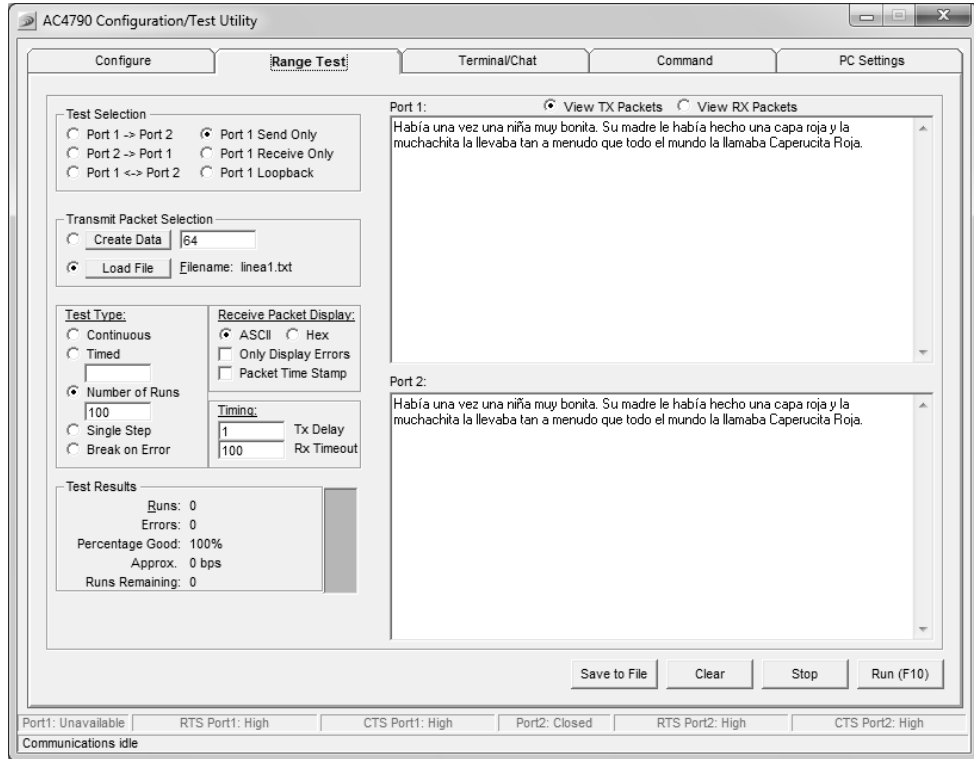 AC4790 Configuration/Test Utility
Configure
Range Test
Terminal/Chat
Command
PC Settings
Test Selection
Port 1 -> Port 2
Port 1 Send Only
Port 2 -> Port 1
Port 1 Receive Only
Port 1 <-> Port 2
Port 1 Loopback
Transmit Packet Selection
Create Data
64
Load File
Filename: linea1.txt
Test Type:
Continuous
Timed
Number of Runs
100
Single Step
Break on Error
Receive Packet Display:
ASCII
Hex
Only Display Errors
Packet Time Stamp
Timing:
1
Tx Delay
100
Rx Timeout
Test Results
Runs: 0
Errors: 0
Percentage Good: 100%
Approx. 0 bps
Runs Remaining: 0
Port 1:
View TX Packets
View RX Packets
Había una vez una niña muy bonita. Su madre le había hecho una capa roja y la
muchachita la llevaba tan a menudo que todo el mundo la llamaba Caperucita Roja.
Port 2:
Había una vez una niña muy bonita. Su madre le había hecho una capa roja y la
muchachita la llevaba tan a menudo que todo el mundo la llamaba Caperucita Roja.
Save to File
Clear
Stop
Run (F10)
Port1: Unavailable
RTS Port1: High
CTS Port1: High
Port2: Closed
RTS Port2: High
CTS Port2: High
Communications idle